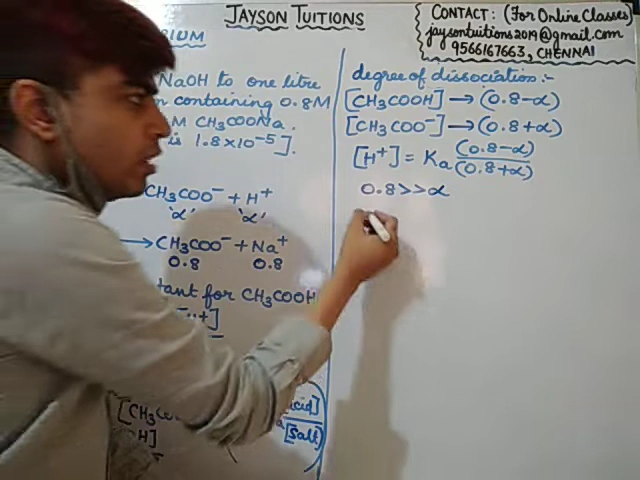 JAYSON TUITIONS
CONTACT: (For Online Classes)
jaysontuitions2019@gmail.com
9566167663, CHENNAI
RIUM
NaOH to one litre
containing 0.8M
M CH₃COONa.
is 1.8×10⁻⁵].
CH₃COO⁻ + H⁺
'α' 'α'
→ CH₃COO⁻ + Na⁺
0.8 0.8
tant for CH₃COOH
[CH₃C
H]
acid]
[Salt]
degree of dissociation:-
[CH₃COOH] → (0.8-α)
[CH₃COO⁻] → (0.8+α)
[H⁺] = Ka (0.8-α)/(0.8+α)
0.8>>α